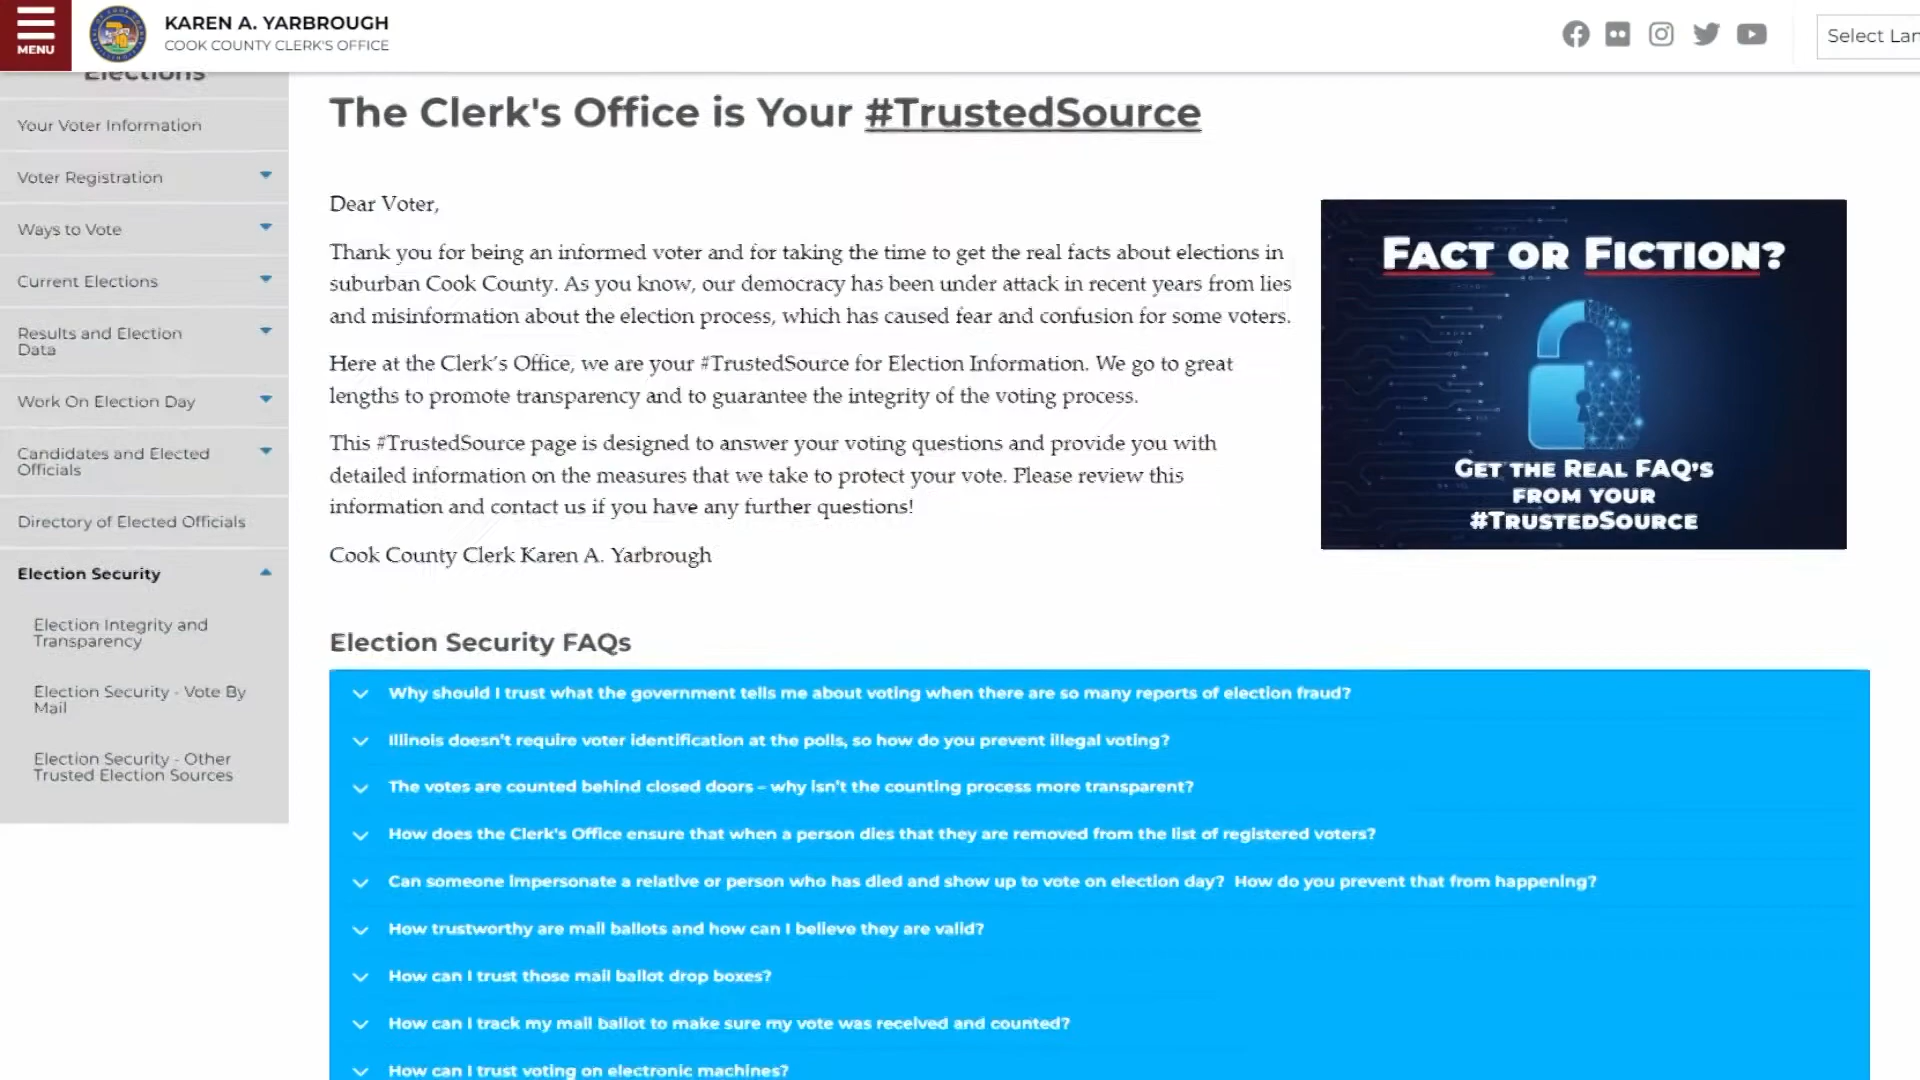 MENU
KAREN A. YARBROUGH
COOK COUNTY CLERK'S OFFICE
Select Lan
Elections
Your Voter Information
Voter Registration
Ways to Vote
Current Elections
Results and Election
Data
Work On Election Day
Candidates and Elected
Officials
Directory of Elected Officials
Election Security
Election Integrity and
Transparency
Election Security - Vote By
Mail
Election Security - Other
Trusted Election Sources
The Clerk's Office is Your #TrustedSource
Dear Voter,
Thank you for being an informed voter and for taking the time to get the real facts about elections in
suburban Cook County. As you know, our democracy has been under attack in recent years from lies
and misinformation about the election process, which has caused fear and confusion for some voters.
Here at the Clerk's Office, we are your #TrustedSource for Election Information. We go to great
lengths to promote transparency and to guarantee the integrity of the voting process.
This #TrustedSource page is designed to answer your voting questions and provide you with
detailed information on the measures that we take to protect your vote. Please review this
information and contact us if you have any further questions!
Cook County Clerk Karen A. Yarbrough
FACT OR FICTION?
GET THE REAL FAQ'S
FROM YOUR
#TRUSTEDSOURCE
Election Security FAQs
Why should I trust what the government tells me about voting when there are so many reports of election fraud?
Illinois doesn't require voter identification at the polls, so how do you prevent illegal voting?
The votes are counted behind closed doors – why isn't the counting process more transparent?
How does the Clerk's Office ensure that when a person dies that they are removed from the list of registered voters?
Can someone impersonate a relative or person who has died and show up to vote on election day? How do you prevent that from happening?
How trustworthy are mail ballots and how can I believe they are valid?
How can I trust those mail ballot drop boxes?
How can I track my mail ballot to make sure my vote was received and counted?
How can I trust voting on electronic machines?